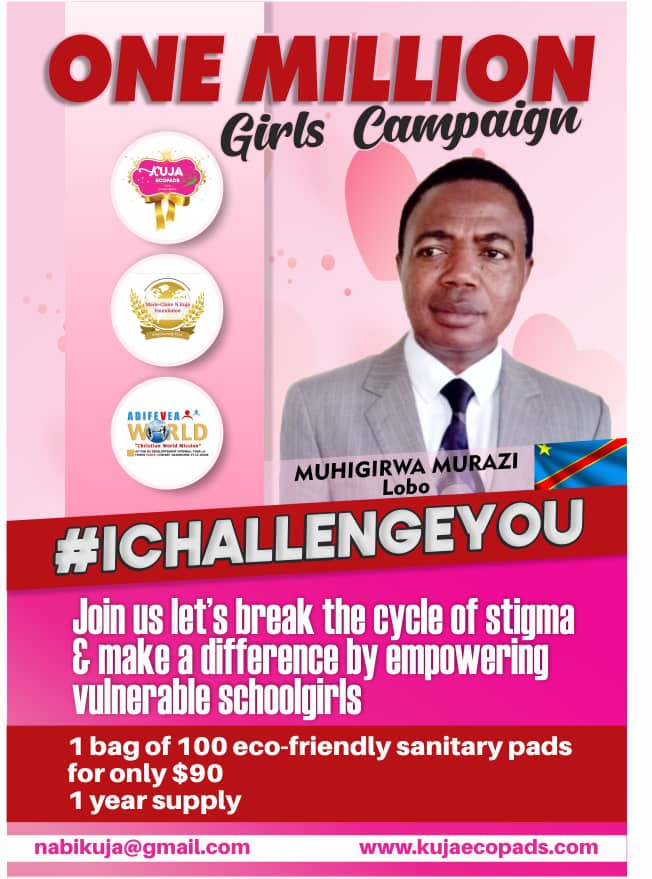 ONE MILLION
Girls Campaign
KUJA
ECOPADS
Marie-Claire N.Kuja
Foundation
ADIFEVEA
WORLD
"Christian World Mission"
MUHIGIRWA MURAZI
Lobo
#ICHALLENGEYOU
Join us let's break the cycle of stigma
& make a difference by empowering
vulnerable schoolgirls
1 bag of 100 eco-friendly sanitary pads
for only $90
1 year supply
nabikuja@gmail.com www.kujaecopads.com